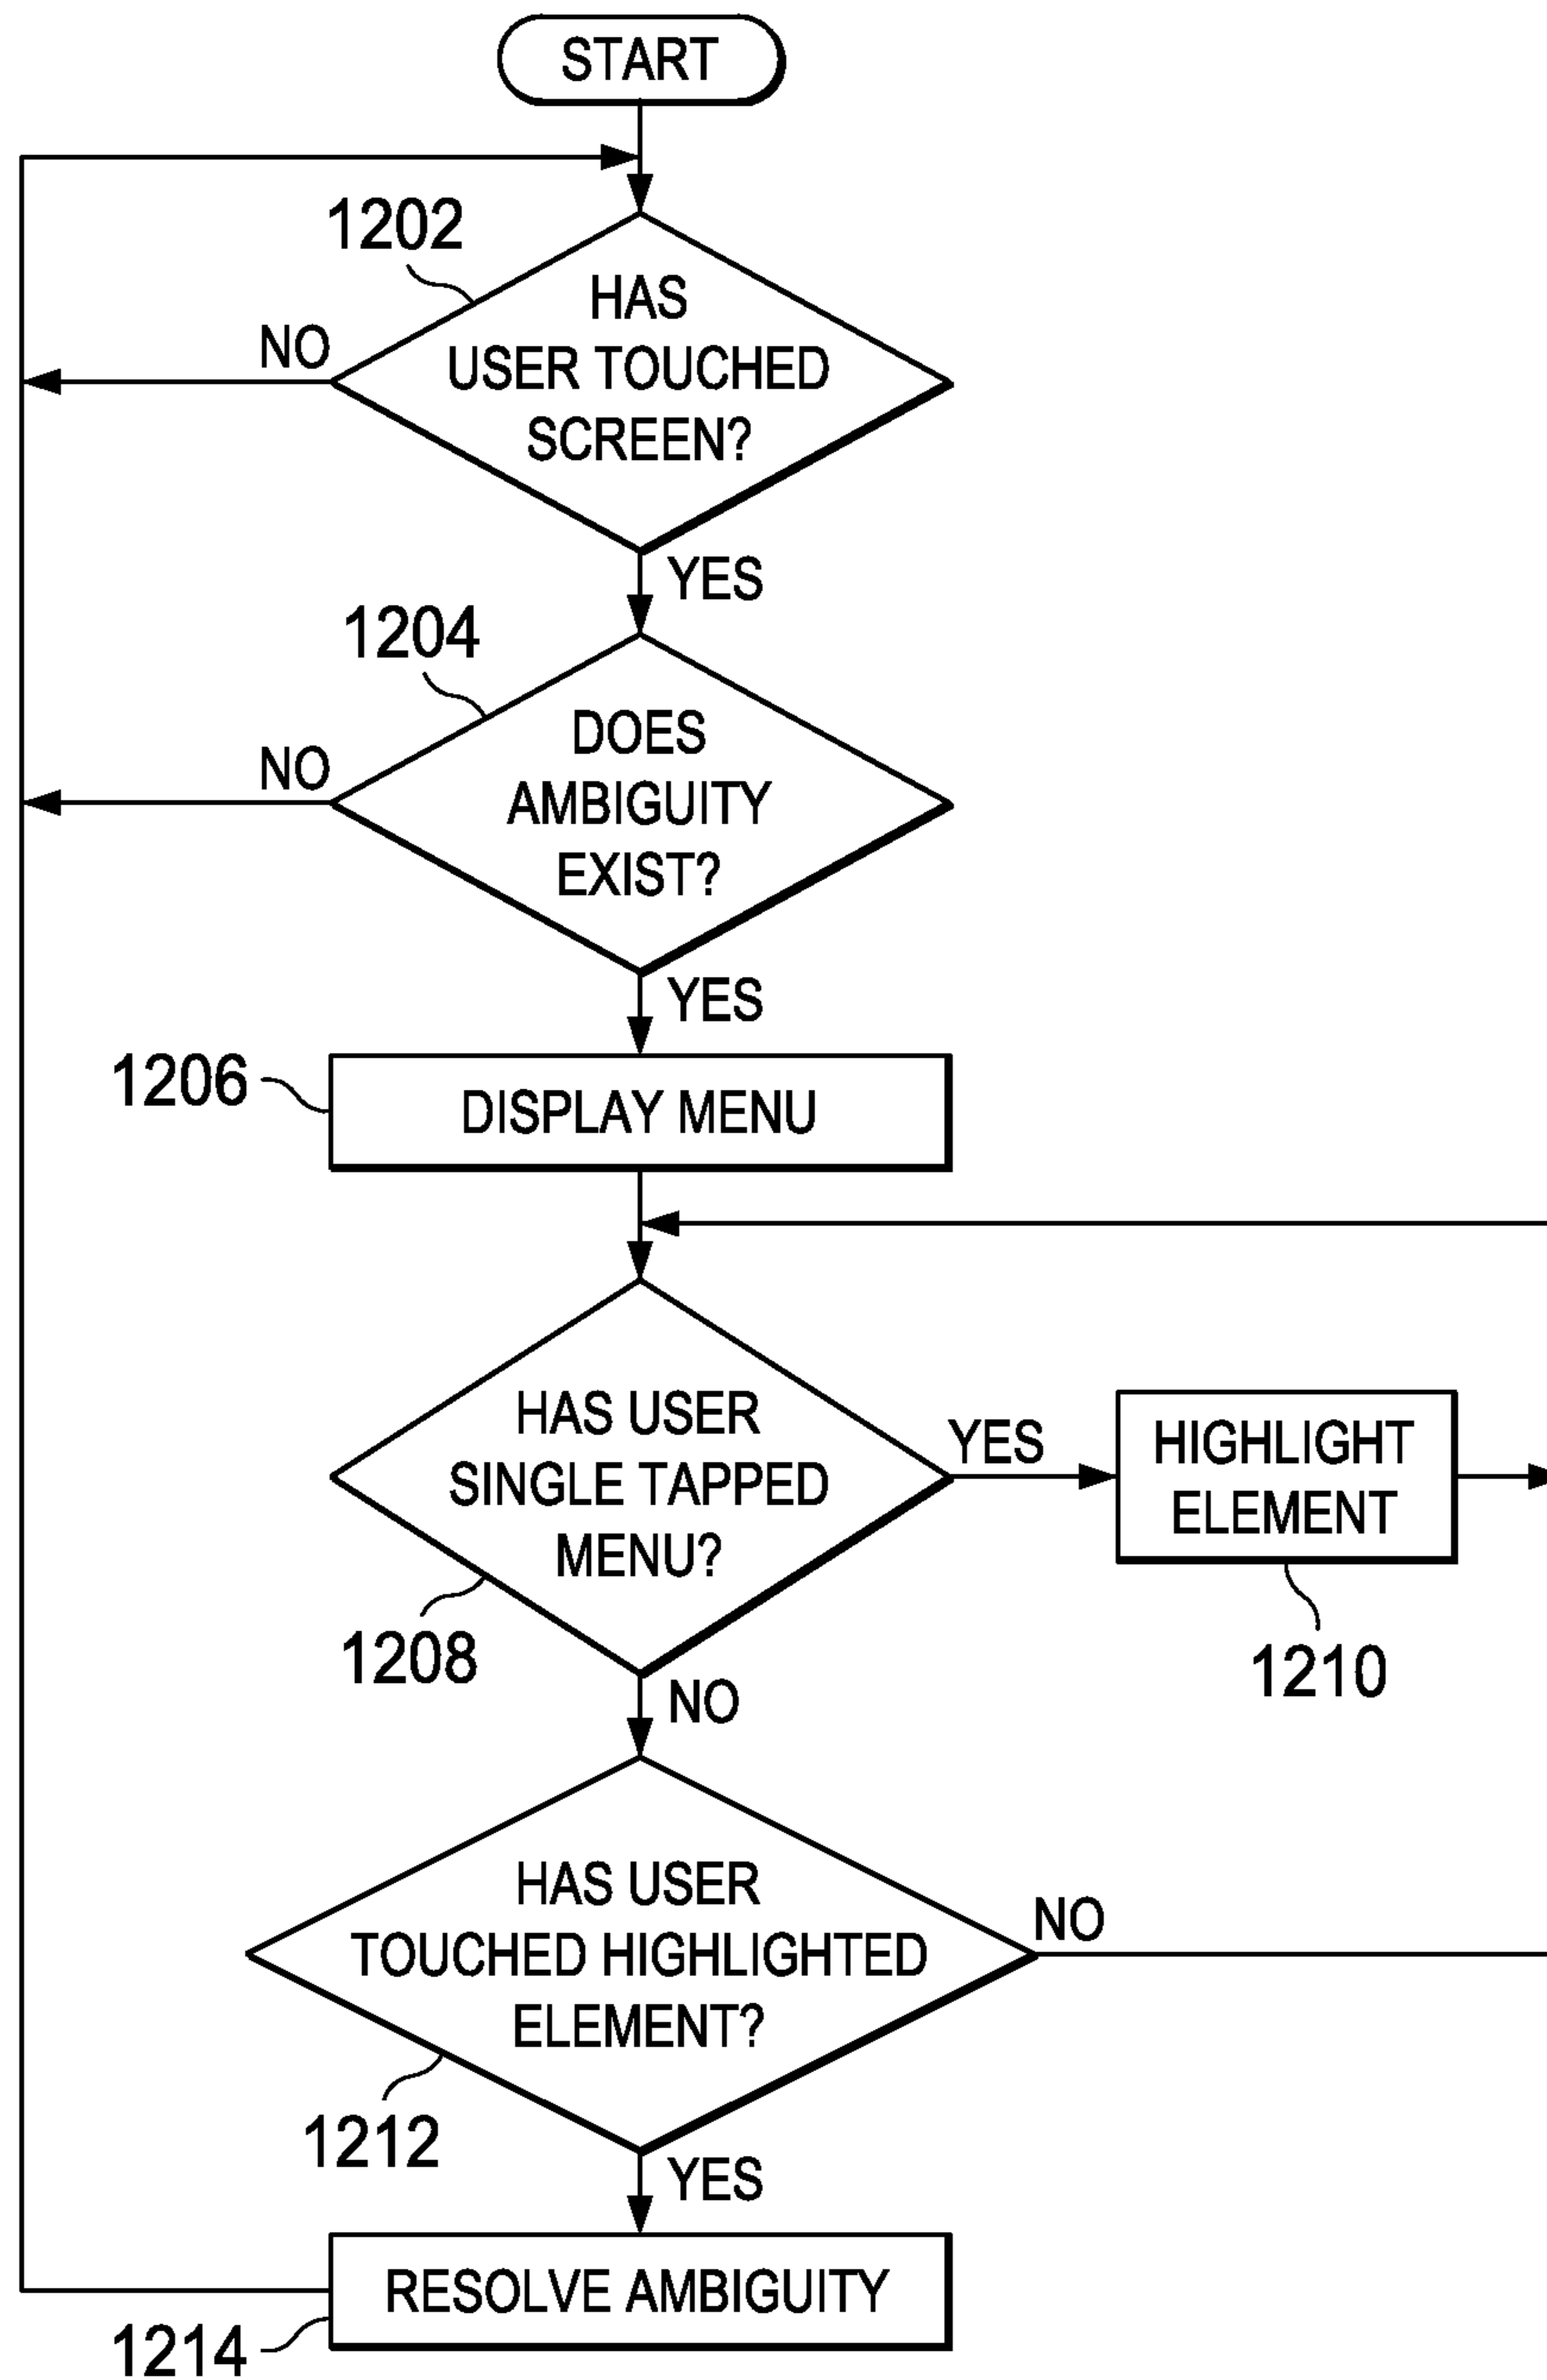 START
1202
HAS
USER TOUCHED
SCREEN?
NO
YES
1204
DOES
AMBIGUITY
EXIST?
NO
YES
1206
DISPLAY MENU
HAS USER
SINGLE TAPPED
MENU?
YES
HIGHLIGHT
ELEMENT
1208
1210
NO
HAS USER
TOUCHED HIGHLIGHTED
ELEMENT?
NO
1212
YES
RESOLVE AMBIGUITY
1214